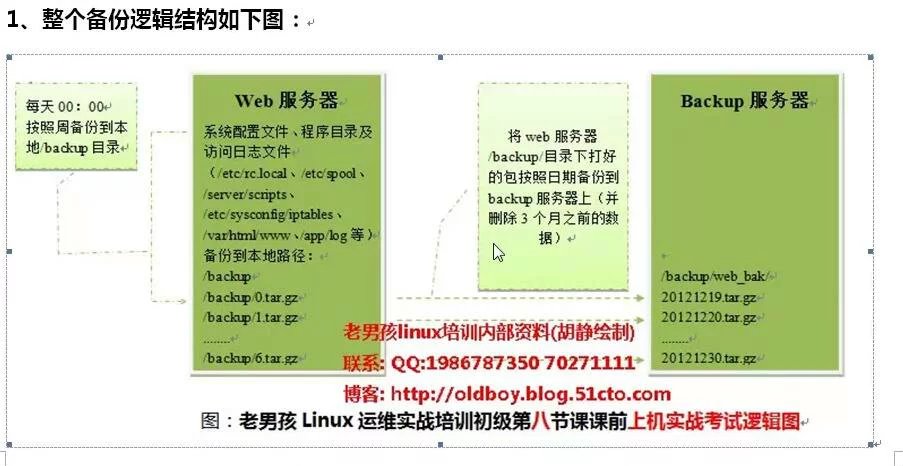 1、整个备份逻辑结构如下图：
每天 00：00
按照周备份到本
地/backup 目录
Web 服务器
系统配置文件、程序目录及
访问日志文件
（/etc/rc.local、/etc/spool、
/server/scripts、
/etc/sysconfig/iptables、
/var/html/www、/app/log 等）
备份到本地路径：
/backup
/backup/0.tar.gz
/backup/1.tar.gz
........
/backup/6.tar.gz
将 web 服务器
/backup/目录下打好
的包按照日期备份到
backup 服务器上（并
删除 3 个月之前的数
据）
Backup 服务器
/backup/web_bak/
20121219.tar.gz
20121220.tar.gz
........
20121230.tar.gz
老男孩linux培训内部资料(胡静绘制)
联系: QQ:1986787350 70271111
博客: http://oldboy.blog.51cto.com
图：老男孩 Linux 运维实战培训初级第八节课课前上机实战考试逻辑图